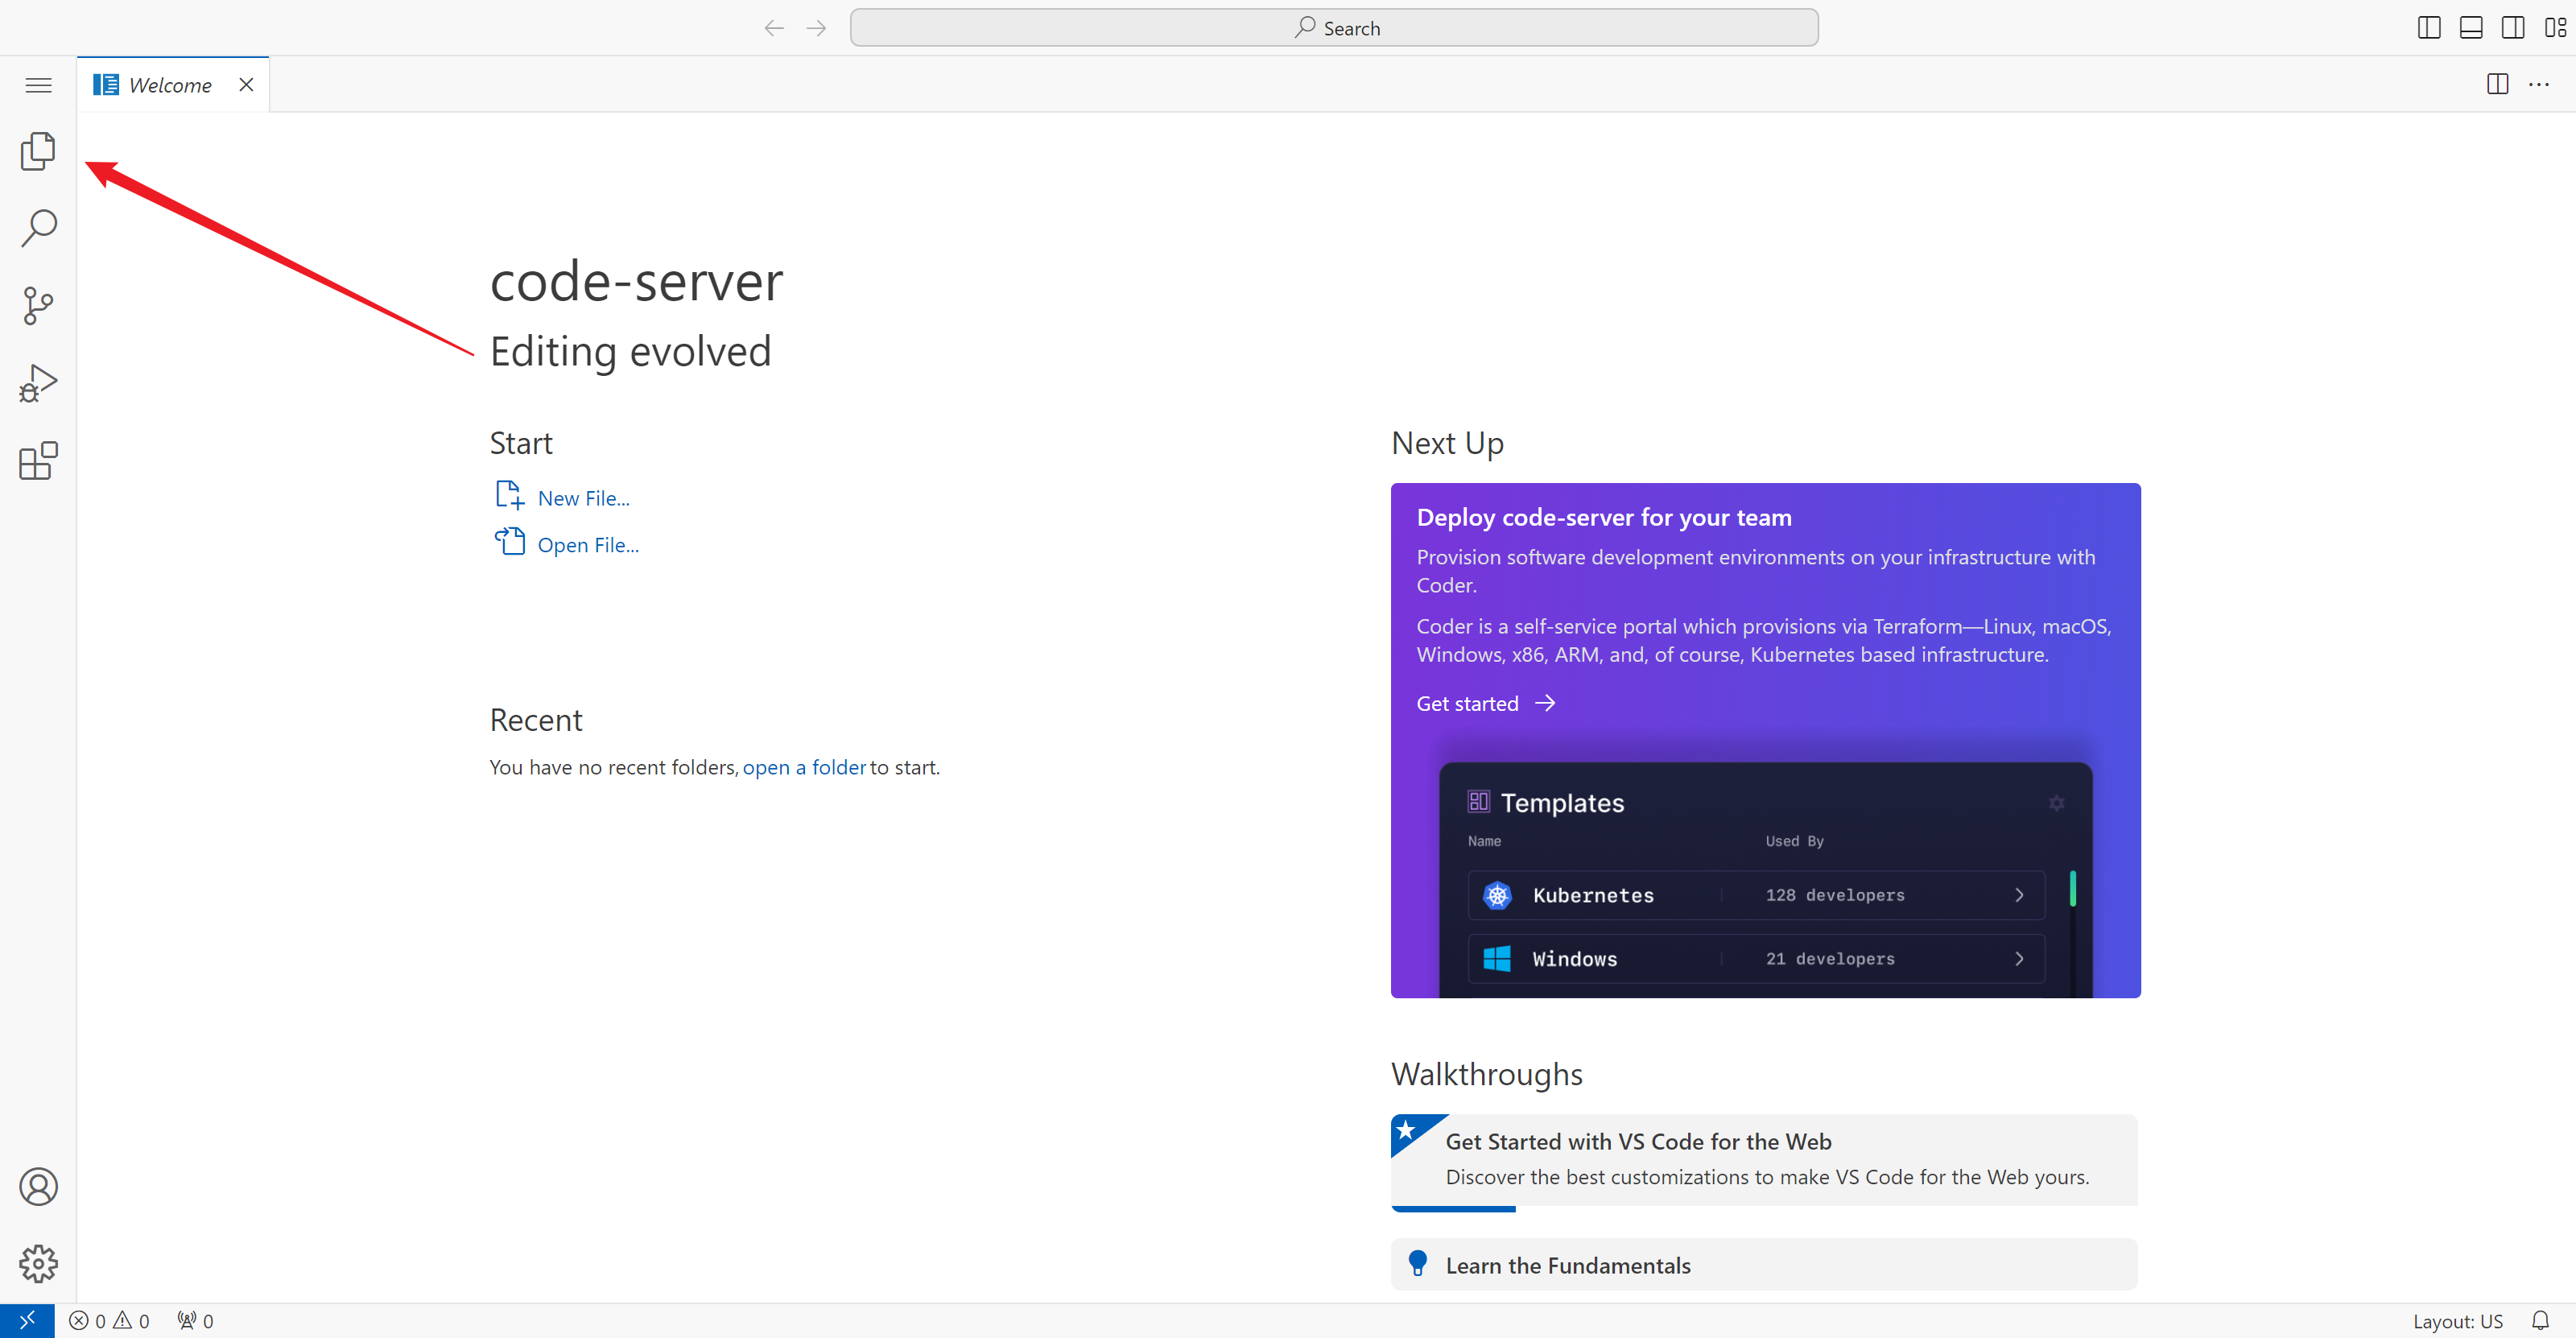 Search
Welcome
code-server
Editing evolved
Start
New File...
Open File...
Recent
You have no recent folders, open a folder to start.
Next Up
Deploy code-server for your team
Provision software development environments on your infrastructure with
Coder.
Coder is a self-service portal which provisions via Terraform—Linux, macOS,
Windows, x86, ARM, and, of course, Kubernetes based infrastructure.
Get started
Templates
Name Used By
Kubernetes 128 developers
Windows 21 developers
Walkthroughs
Get Started with VS Code for the Web
Discover the best customizations to make VS Code for the Web yours.
Learn the Fundamentals
0 0 0 Layout: US